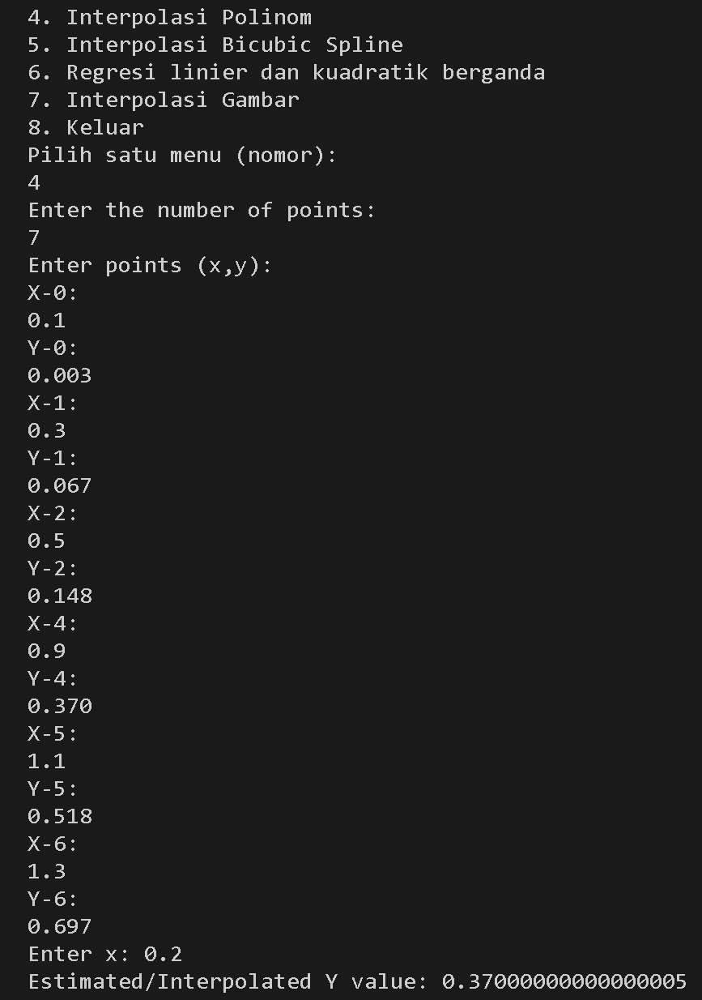 4. Interpolasi Polinom
5. Interpolasi Bicubic Spline
6. Regresi linier dan kuadratik berganda
7. Interpolasi Gambar
8. Keluar
Pilih satu menu (nomor):
4
Enter the number of points:
7
Enter points (x,y):
X-0:
0.1
Y-0:
0.003
X-1:
0.3
Y-1:
0.067
X-2:
0.5
Y-2:
0.148
X-4:
0.9
Y-4:
0.370
X-5:
1.1
Y-5:
0.518
X-6:
1.3
Y-6:
0.697
Enter x: 0.2
Estimated/Interpolated Y value: 0.37000000000000005